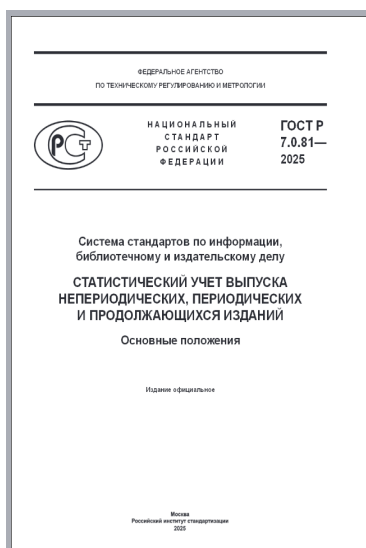 ФЕДЕРАЛЬНОЕ АГЕНТСТВО
ПО ТЕХНИЧЕСКОМУ РЕГУЛИРОВАНИЮ И МЕТРОЛОГИИ
РСТ
НАЦИОНАЛЬНЫЙ
СТАНДАРТ
РОССИЙСКОЙ
ФЕДЕРАЦИИ
ГОСТ Р
7.0.81—
2025
Система стандартов по информации,
библиотечному и издательскому делу
СТАТИСТИЧЕСКИЙ УЧЕТ ВЫПУСКА
НЕПЕРИОДИЧЕСКИХ, ПЕРИОДИЧЕСКИХ
И ПРОДОЛЖАЮЩИХСЯ ИЗДАНИЙ
Основные положения
Издание официальное
Москва
Российский институт стандартизации
2025